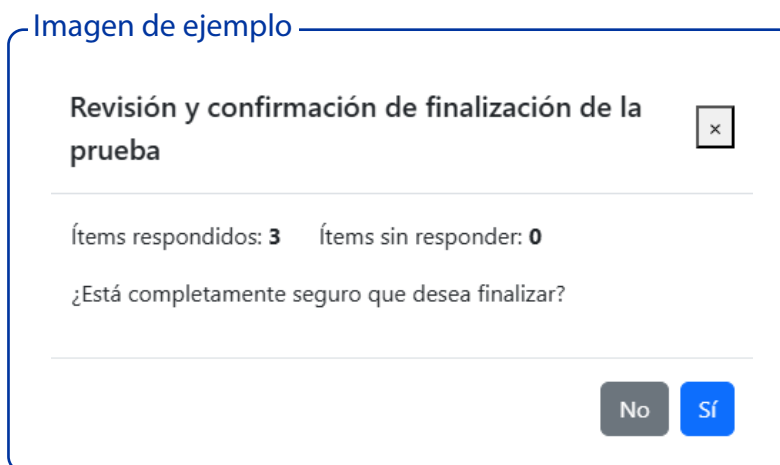 Imagen de ejemplo
Revisión y confirmación de finalización de la
prueba
×
Ítems respondidos: 3 Ítems sin responder: 0
¿Está completamente seguro que desea finalizar?
No Sí